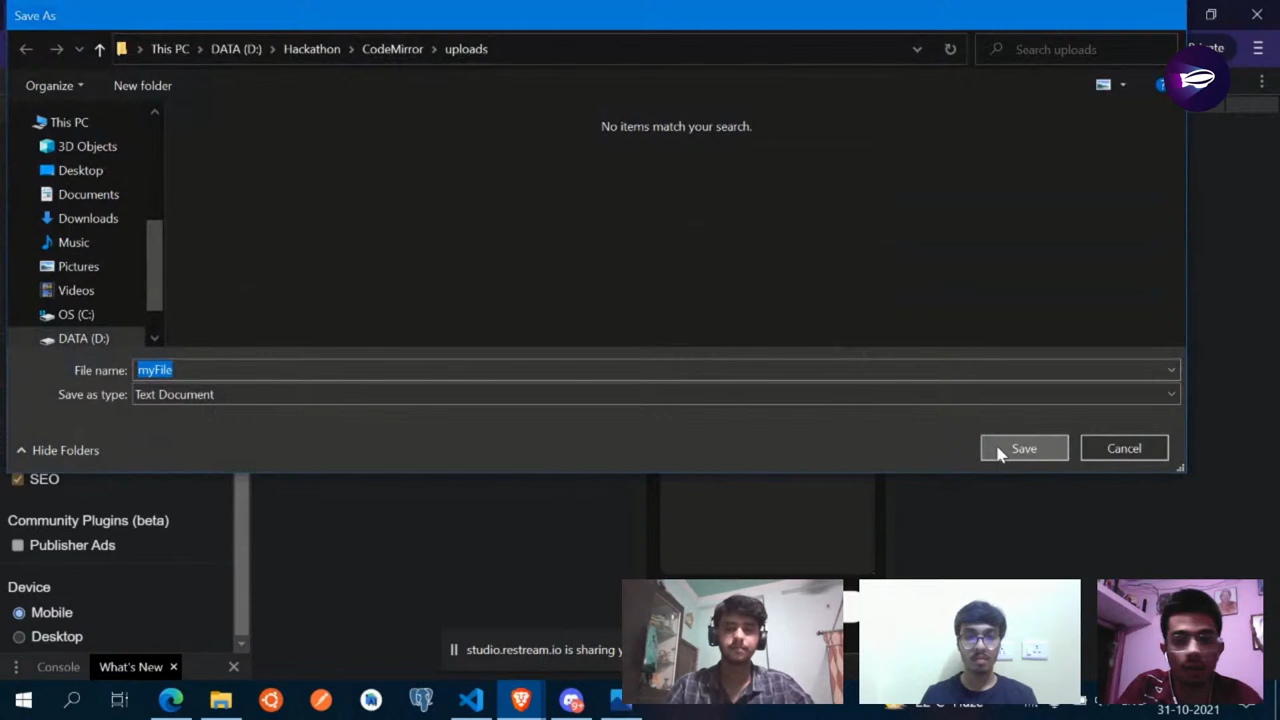 Save As
This PC > DATA (D:) > Hackathon > CodeMirror > uploads
Search uploads
Organize
New folder
No items match your search.
This PC
3D Objects
Desktop
Documents
Downloads
Music
Pictures
Videos
OS (C:)
DATA (D:)
File name: myFile
Save as type: Text Document
Hide Folders
Save
Cancel
SEO
Community Plugins (beta)
Publisher Ads
Device
Mobile
Desktop
Console
What's New
studio.restream.io is sharing
31-10-2021